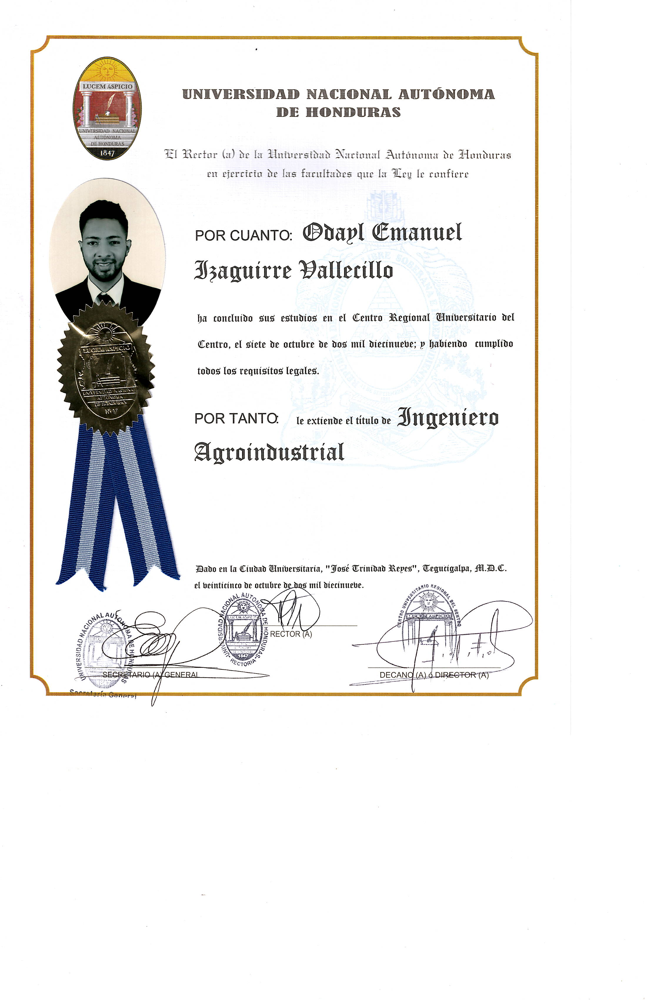 LUCEM ASPICIO
UNIVERSIDAD NACIONAL
AUTÓNOMA
DE HONDURAS
1847
UNIVERSIDAD NACIONAL AUTÓNOMA
DE HONDURAS
El Rector (a) de la Universidad Nacional Autónoma de Honduras
en ejercicio de las facultades que la Ley le confiere
POR CUANTO: Odayl Emanuel
Izaguirre Vallecillo
ha concluido sus estudios en el Centro Regional Universitario del
Centro, el siete de octubre de dos mil diecinueve; y habiendo cumplido
todos los requisitos legales.
LUCEM ASPICIO
UNIVERSIDAD NACIONAL
AUTÓNOMA
DE HONDURAS
1847
POR TANTO: le extiende el título de Ingeniero
Agroindustrial
Dado en la Ciudad Universitaria, "José Trinidad Reyes", Tegucigalpa, M.D.C.
el veinticinco de octubre de dos mil diecinueve.
UNIVERSIDAD NACIONAL AUTONOMA DE HONDURAS
LUCEM ASPICIO
1847
-RECTORIA-
RECTOR (A)
UNIVERSIDAD NACIONAL AUTÓNOMA DE HONDURAS
SECRETARIO (A) GENERAL
Secretaría General
CENTRO UNIVERSITARIO REGIONAL DEL CENTRO
LUCEM ASPICIO
DECANO (A) ó DIRECTOR (A)